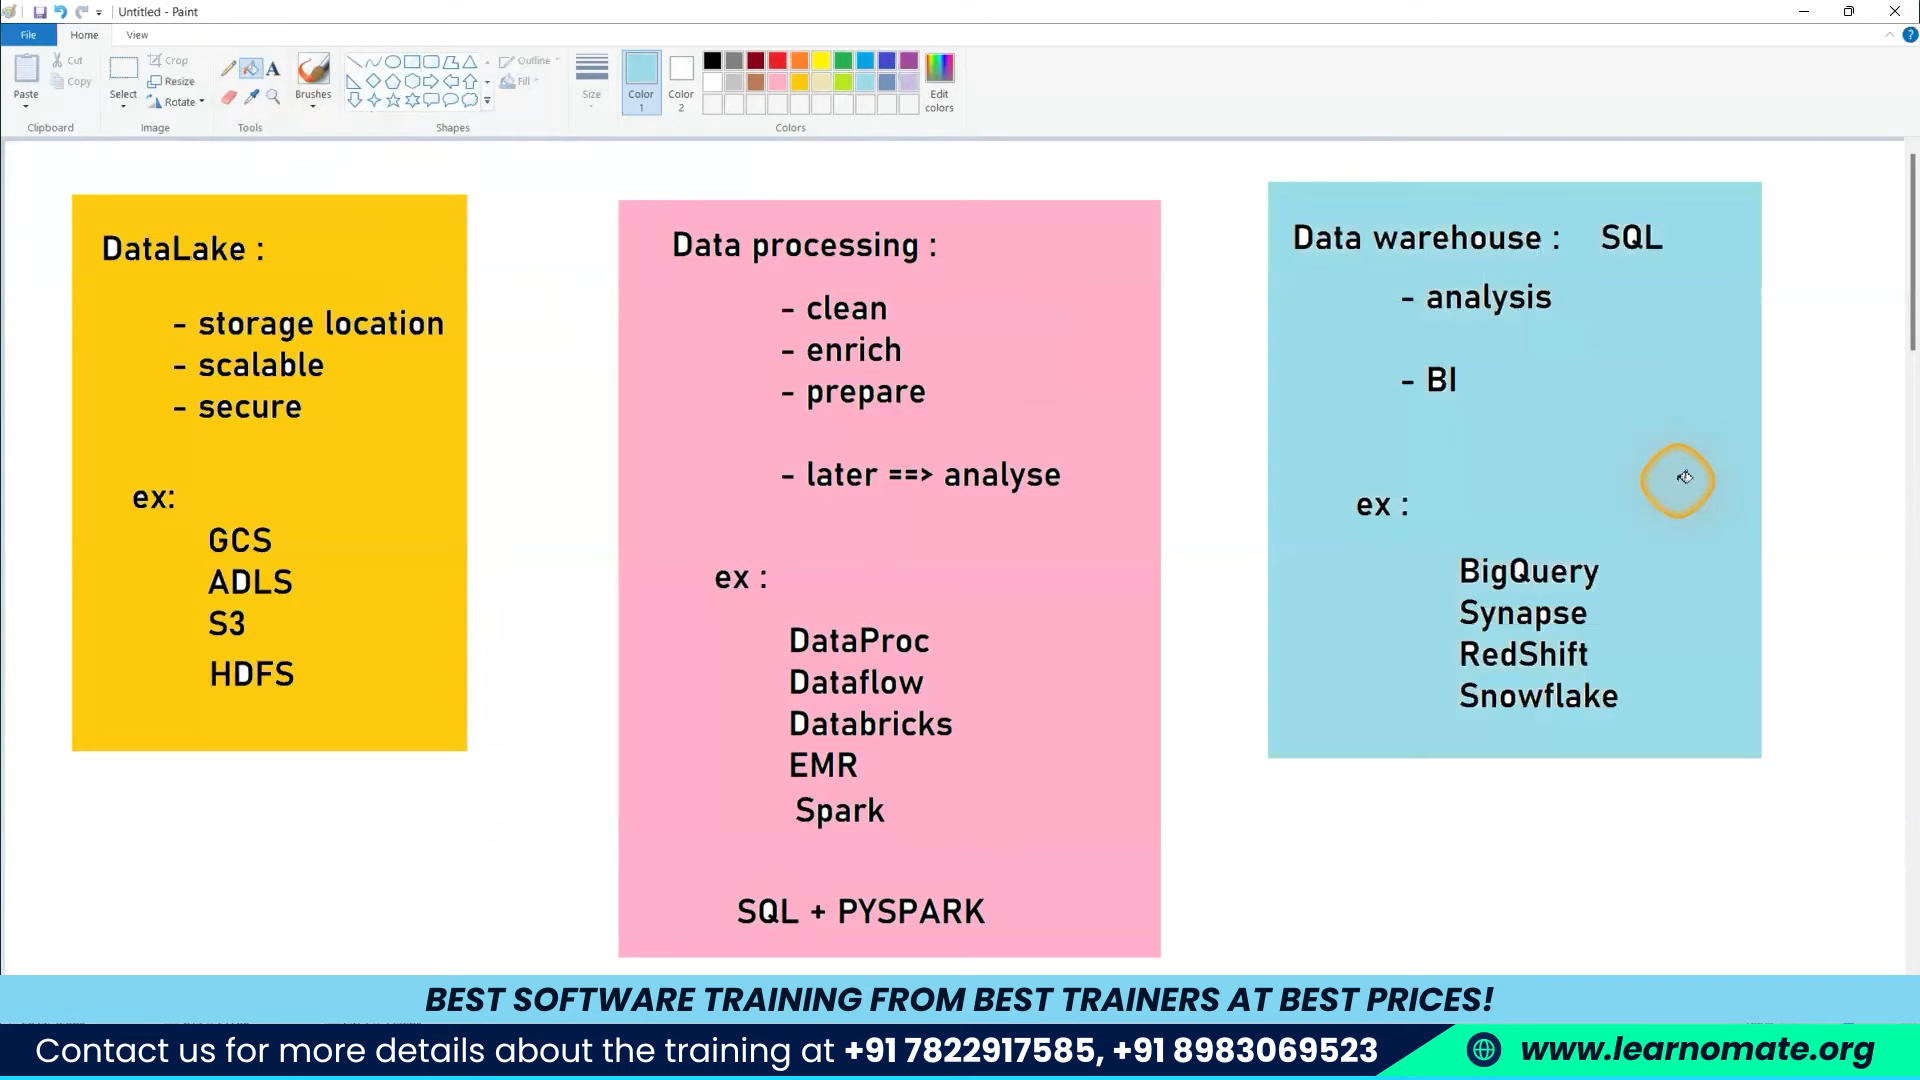 Untitled - Paint
File Home View
Paste
Cut
Copy
Clipboard
Select
Crop
Resize
Rotate
Image
Tools
Brushes
Outline
Fill
Shapes
Size
Color 1
Color 2
Edit colors
Colors
DataLake :
- storage location
- scalable
- secure
ex:
GCS
ADLS
S3
HDFS
Data processing :
- clean
- enrich
- prepare
- later ==> analyse
ex :
DataProc
Dataflow
Databricks
EMR
Spark
SQL + PYSPARK
Data warehouse : SQL
- analysis
- BI
ex :
BigQuery
Synapse
RedShift
Snowflake
BEST SOFTWARE TRAINING FROM BEST TRAINERS AT BEST PRICES!
Contact us for more details about the training at +91 7822917585, +91 8983069523
www.learnomate.org